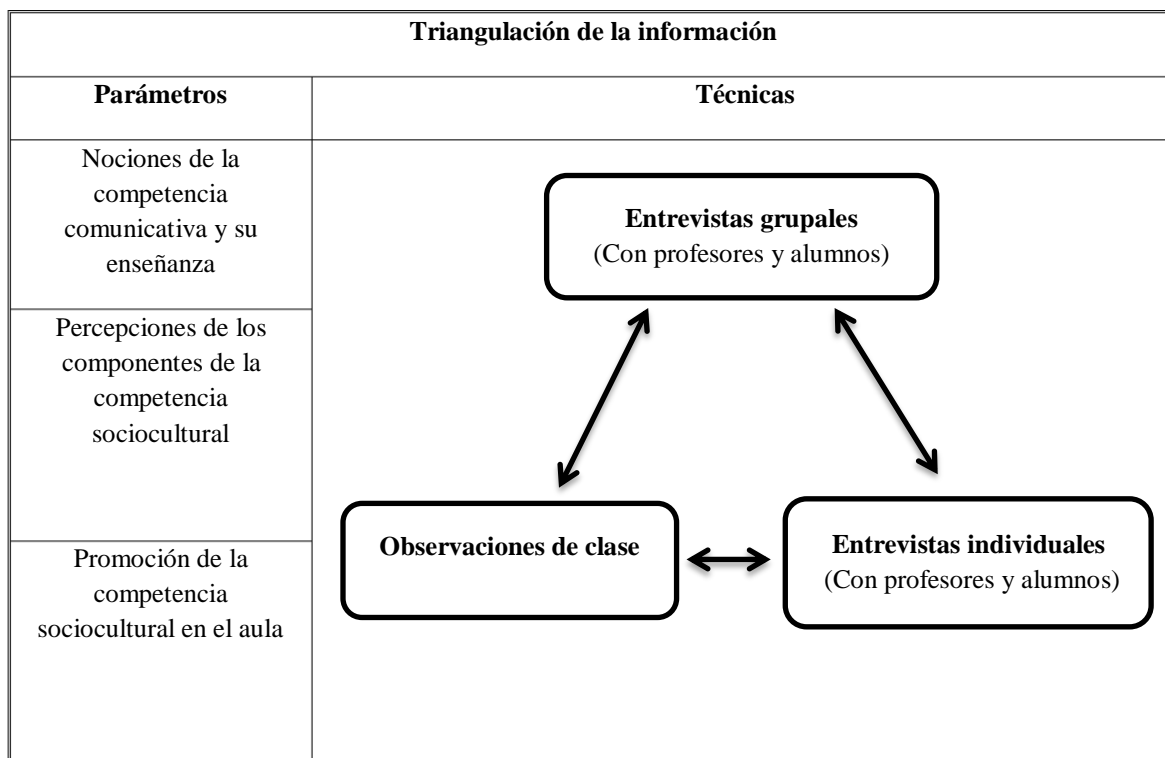 Triangulación de la información
Parámetros
Técnicas
Nociones de la
competencia
comunicativa y su
enseñanza
Percepciones de los
componentes de la
competencia
sociocultural
Promoción de la
competencia
sociocultural en el aula
Entrevistas grupales
(Con profesores y alumnos)
Observaciones de clase
Entrevistas individuales
(Con profesores y alumnos)